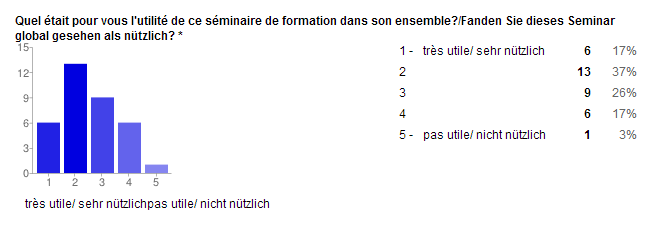 Quel était pour vous l'utilité de ce séminaire de formation dans son ensemble?/Fanden Sie dieses Seminar
global gesehen als nützlich? *
15
12
9
6
3
0
1 2 3 4 5
très utile/ sehr nützlichpas utile/ nicht nützlich
1 - très utile/ sehr nützlich 6 17%
2 13 37%
3 9 26%
4 6 17%
5 - pas utile/ nicht nützlich 1 3%